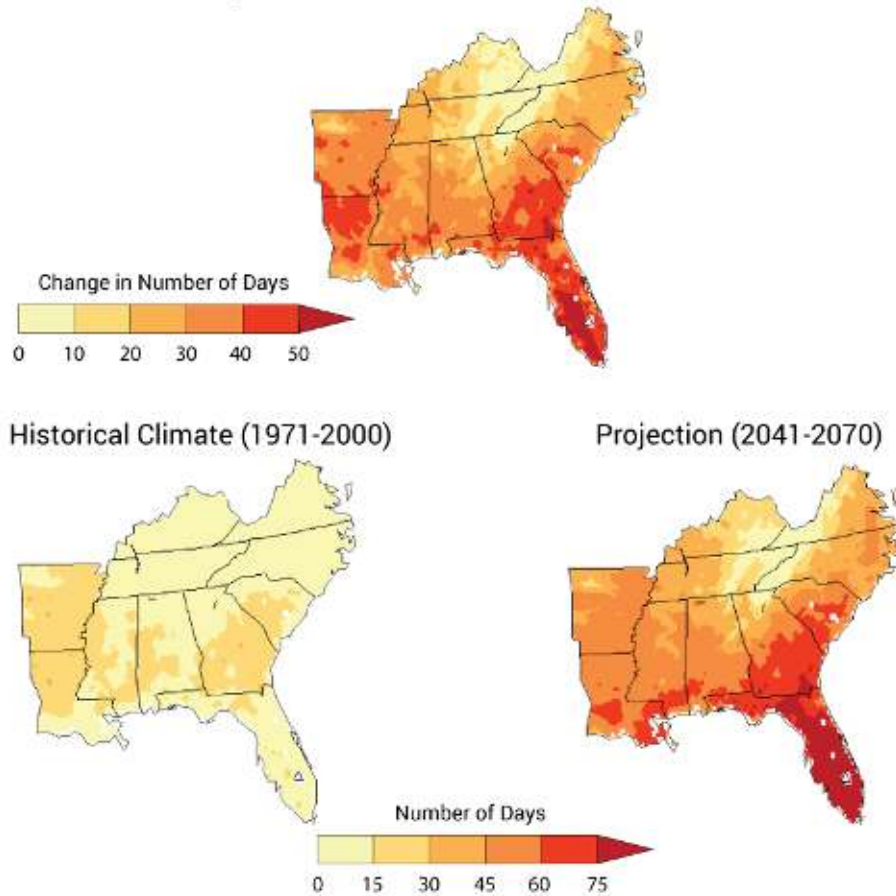 Change in Number of Days
0 10 20 30 40 50
Historical Climate (1971-2000)
Projection (2041-2070)
Number of Days
0 15 30 45 60 75